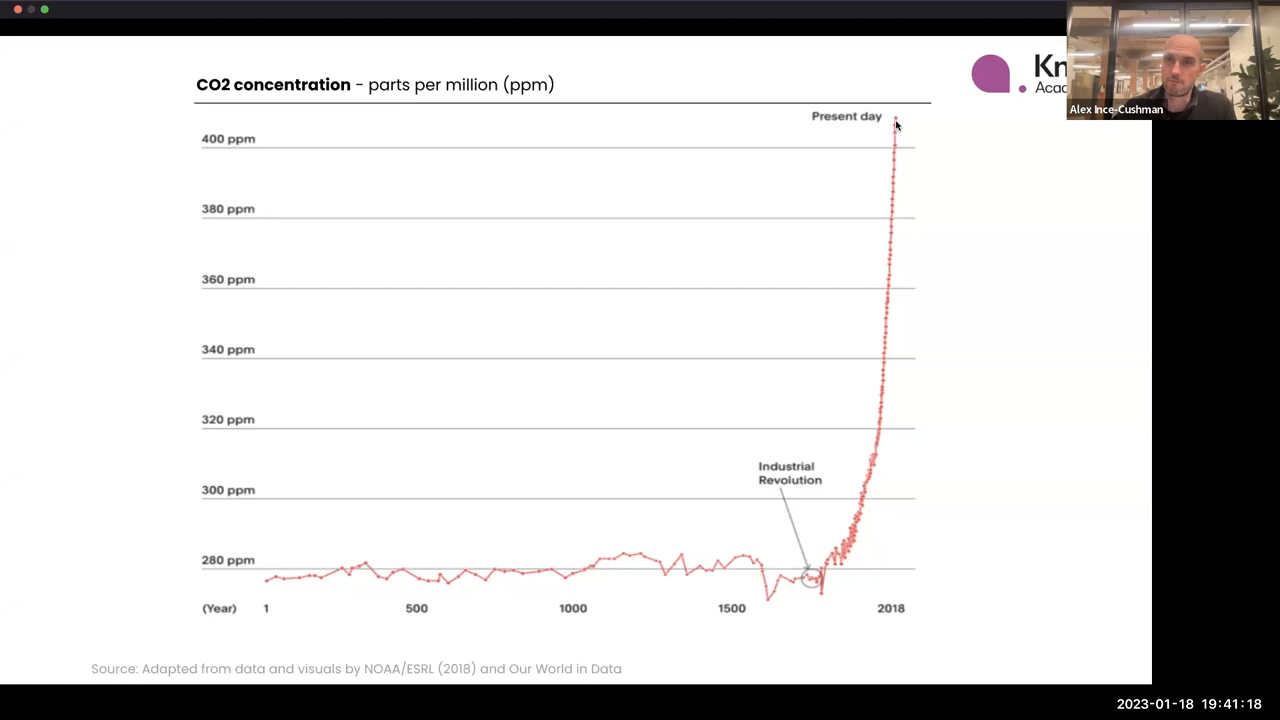 CO2 concentration - parts per million (ppm)
Kn
Aca
Alex Ince-Cushman
Present day
400 ppm
380 ppm
360 ppm
340 ppm
320 ppm
Industrial
Revolution
300 ppm
280 ppm
(Year) 1 500 1000 1500 2018
Source: Adapted from data and visuals by NOAA/ESRL (2018) and Our World in Data
2023-01-18 19:41:18